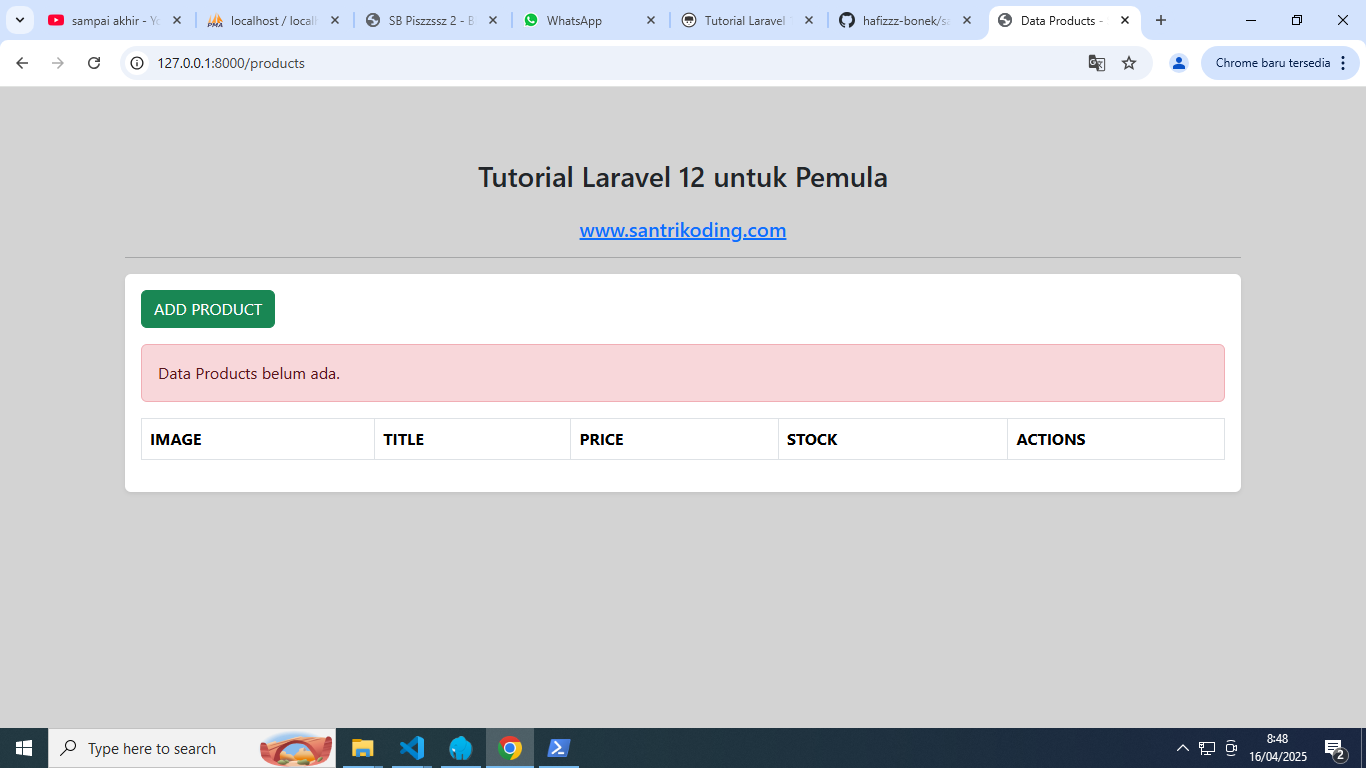 sampai akhir - Yo
localhost / local
SB Piszzssz 2 - B
WhatsApp
Tutorial Laravel
hafizzz-bonek/sa
Data Products -
127.0.0.1:8000/products
Chrome baru tersedia
Tutorial Laravel 12 untuk Pemula
www.santrikoding.com
ADD PRODUCT
Data Products belum ada.
IMAGE TITLE PRICE STOCK ACTIONS
Type here to search
8:48
16/04/2025
2